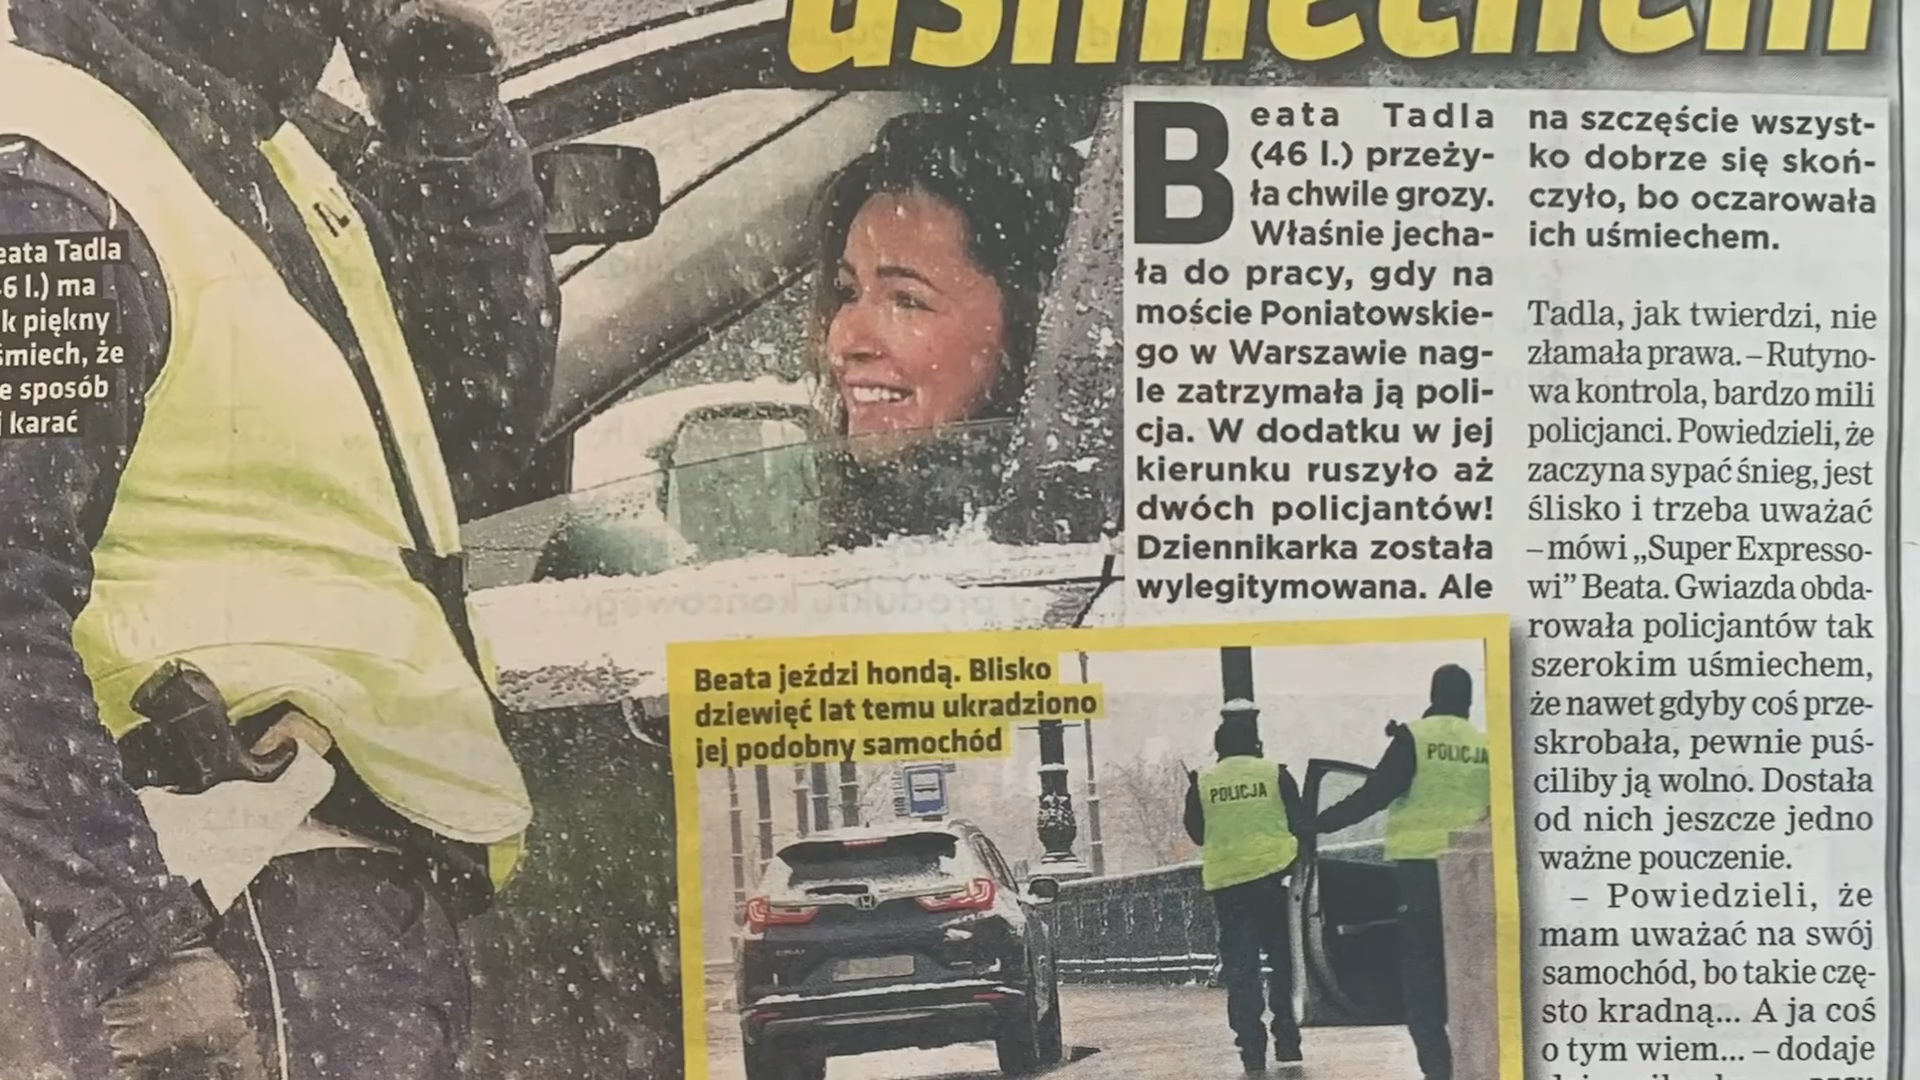 uśmiechem
eata Tadla
6 l.) ma
k piękny
śmiech, że
e sposób
j karać
Beata Tadla
(46 l.) przeży-
ła chwile grozy.
Właśnie jecha-
ła do pracy, gdy na
moście Poniatowskie-
go w Warszawie nag-
le zatrzymała ją poli-
cja. W dodatku w jej
kierunku ruszyło aż
dwóch policjantów!
Dziennikarka została
wylegitymowana. Ale
na szczęście wszyst-
ko dobrze się skoń-
czyło, bo oczarowała
ich uśmiechem.
Tadla, jak twierdzi, nie
złamała prawa. – Rutyno-
wa kontrola, bardzo mili
policjanci. Powiedzieli, że
zaczyna sypać śnieg, jest
ślisko i trzeba uważać
– mówi „Super Expresso-
wi” Beata. Gwiazda obda-
rowała policjantów tak
szerokim uśmiechem,
że nawet gdyby coś prze-
skrobała, pewnie puś-
ciliby ją wolno. Dostała
od nich jeszcze jedno
ważne pouczenie.
– Powiedzieli, że
mam uważać na swój
samochód, bo takie czę-
sto kradną... A ja coś
o tym wiem... – dodaje
Beata jeździ hondą. Blisko
dziewięć lat temu ukradziono
jej podobny samochód
POLICJA
POLICJA